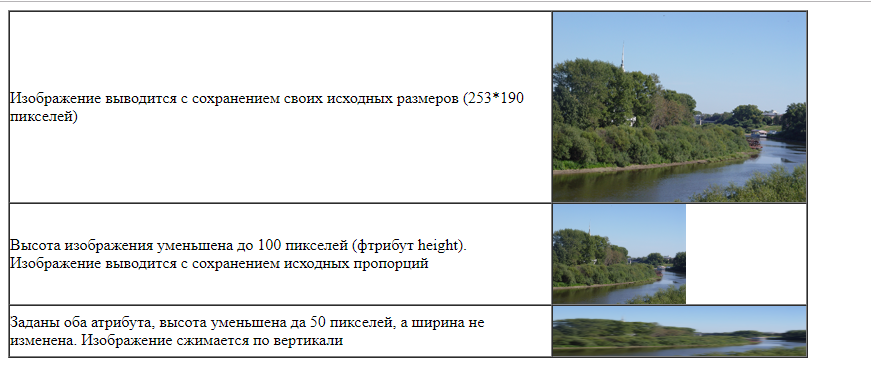 Изображение выводится с сохранением своих исходных размеров (253*190
пикселей)
Высота изображения уменьшена до 100 пикселей (фтрибут height).
Изображение выводится с сохранением исходных пропорций
Заданы оба атрибута, высота уменьшена да 50 пикселей, а ширина не
изменена. Изображение сжимается по вертикали